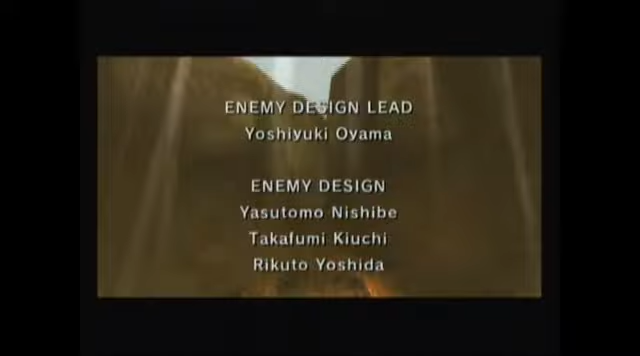 ENEMY DESIGN LEAD
Yoshiyuki Oyama
ENEMY DESIGN
Yasutomo Nishibe
Takafumi Kiuchi
Rikuto Yoshida